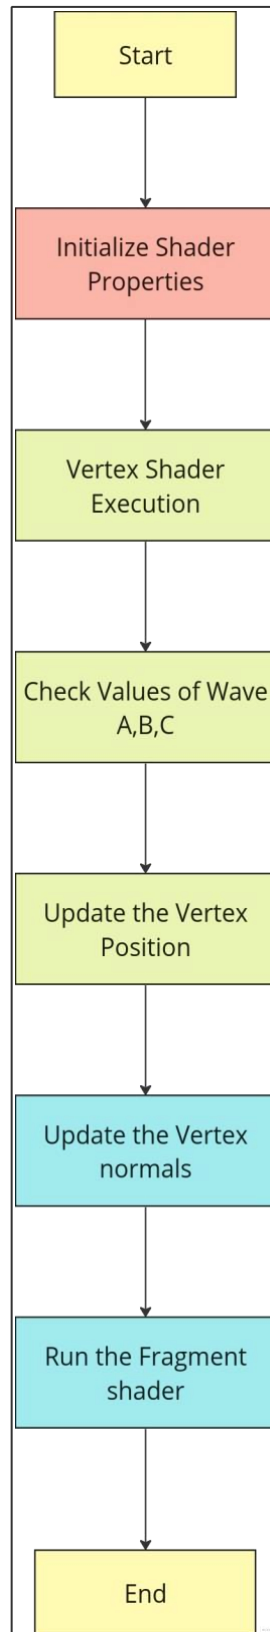 Start
Initialize Shader
Properties
Vertex Shader
Execution
Check Values of Wave
A,B,C
Update the Vertex
Position
Update the Vertex
normals
Run the Fragment
shader
End